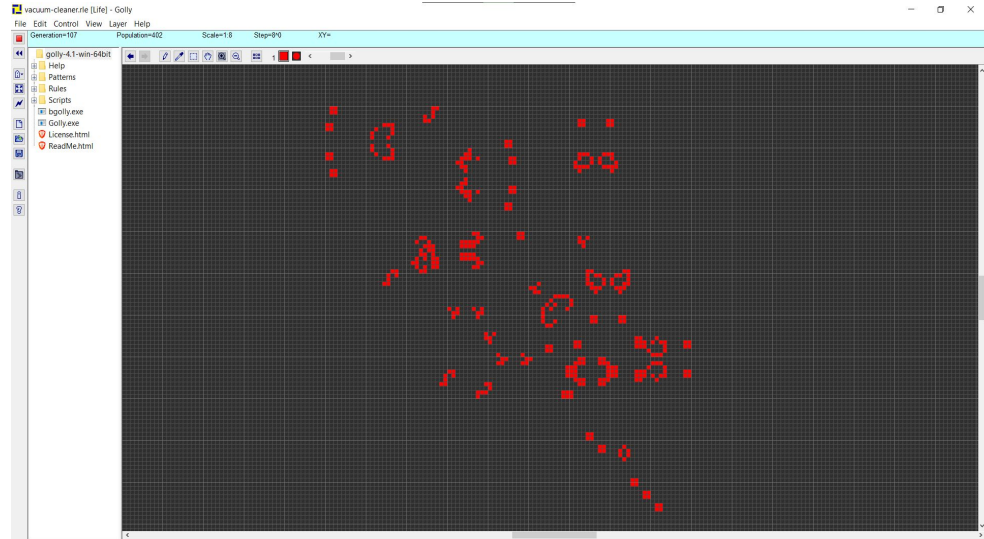 vacuum-cleaner.rle [Life] - Golly
File Edit Control View Layer Help
Generation=107 Population=402 Scale=1:8 Step=8^0 XY=
golly-4.1-win-64bit
Help
Patterns
Rules
Scripts
bgolly.exe
Golly.exe
License.html
ReadMe.html
1